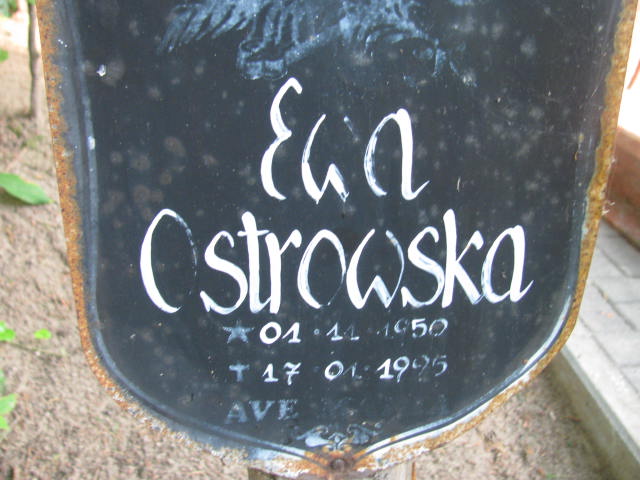 Ewa
Ostrowska
★ 01 · 11 · 1950
† 17 · 01 · 1995
AVE